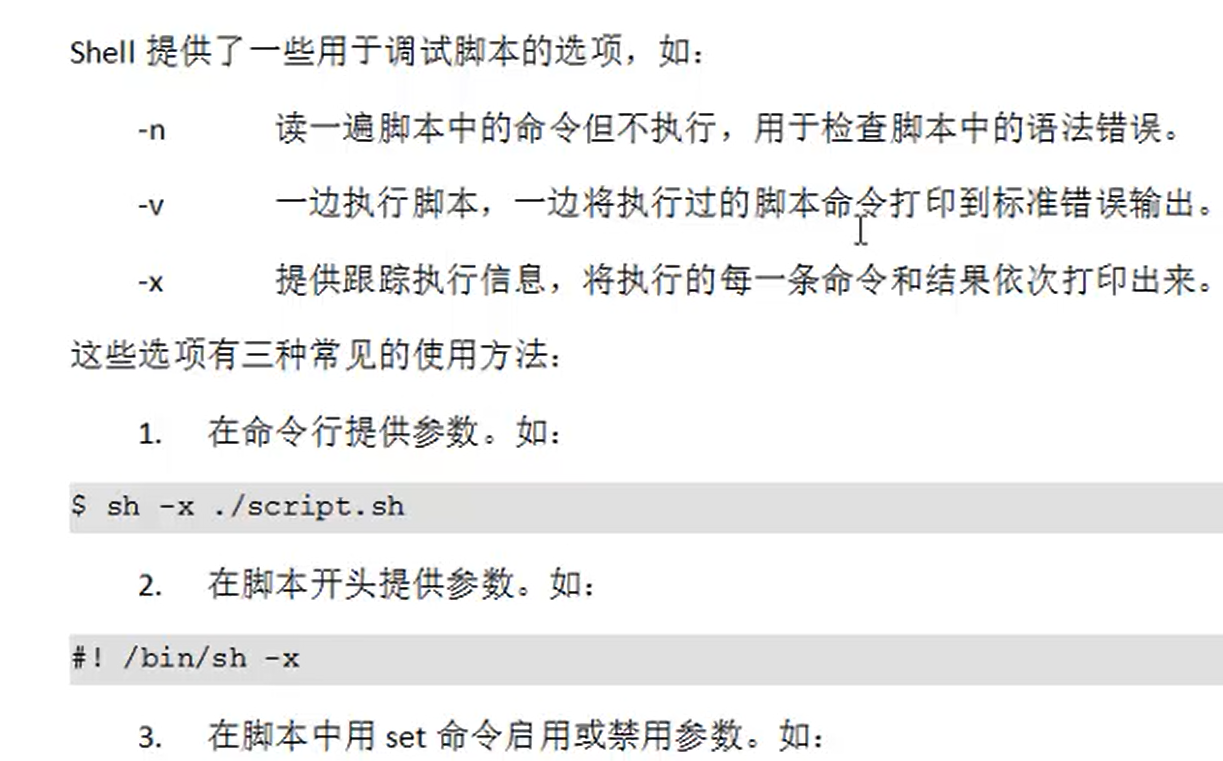 Shell 提供了一些用于调试脚本的选项，如：
-n 读一遍脚本中的命令但不执行，用于检查脚本中的语法错误。
-v 一边执行脚本，一边将执行过的脚本命令打印到标准错误输出。
-x 提供跟踪执行信息，将执行的每一条命令和结果依次打印出来。
这些选项有三种常见的使用方法：
1. 在命令行提供参数。如：
$ sh -x ./script.sh
2. 在脚本开头提供参数。如：
#! /bin/sh -x
3. 在脚本中用 set 命令启用或禁用参数。如：